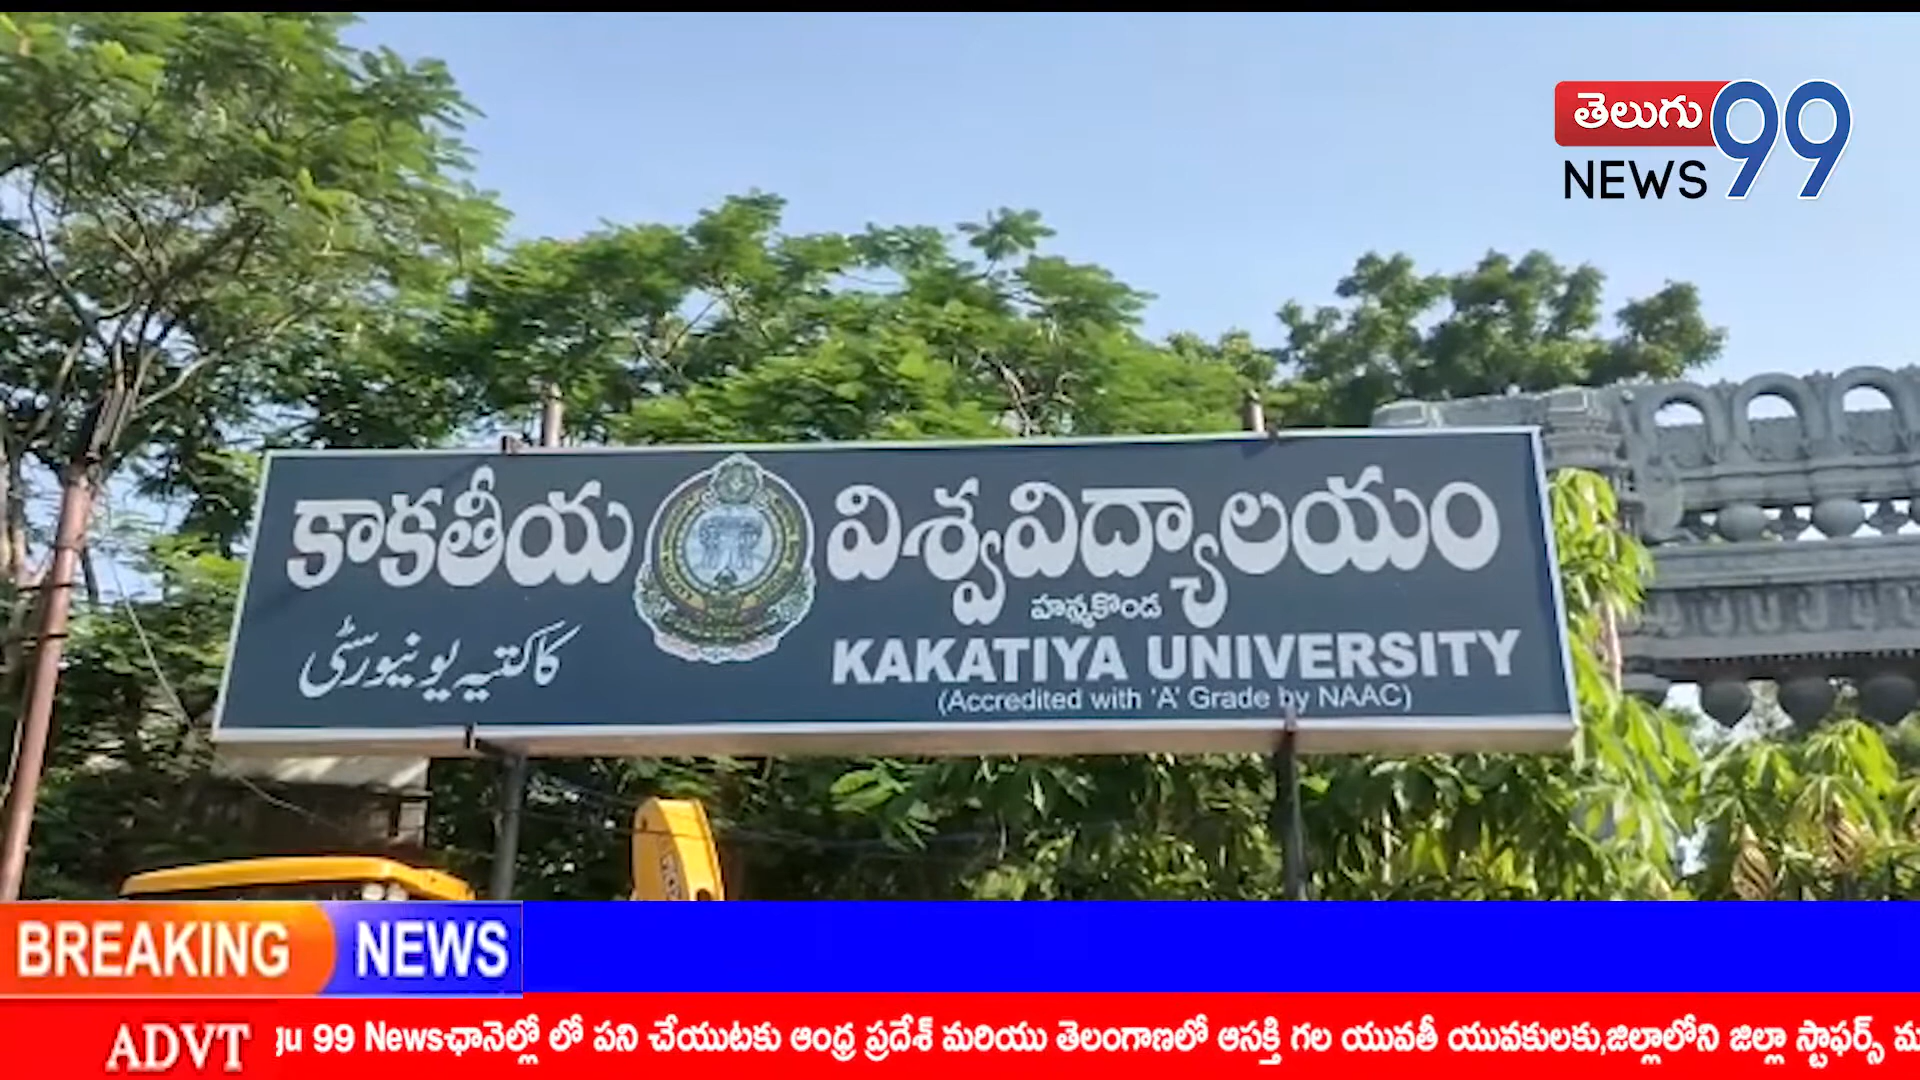 తెలుగు 99
NEWS
కాకతీయ విశ్వవిద్యాలయం
హన్మకొండ
کاکتیہ یونیورسٹی
KAKATIYA UNIVERSITY
(Accredited with 'A' Grade by NAAC)
BREAKING NEWS
ADVT gu 99 Newsఛానెల్లో లో పని చేయుటకు ఆంధ్ర ప్రదేశ్ మరియు తెలంగాణలో ఆసక్తి గల యువతీ యువకులకు,జిల్లాలోని జిల్లా స్టాఫర్స్ మ